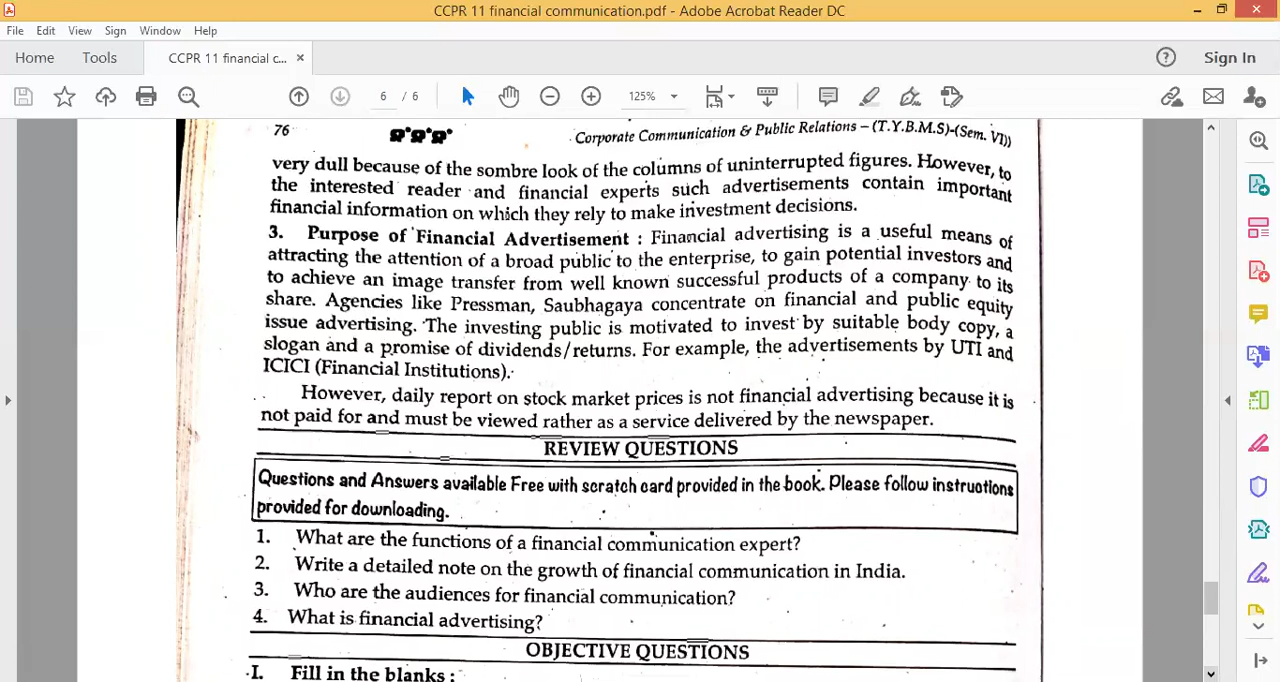 CCPR 11 financial communication.pdf - Adobe Acrobat Reader DC
File Edit View Sign Window Help
Home Tools CCPR 11 financial c... × Sign In
6 / 6 125%
76 Corporate Communication & Public Relations – (T.Y.B.M.S)-(Sem. VI))
very dull because of the sombre look of the columns of uninterrupted figures. However, to
the interested reader and financial experts such advertisements contain important
financial information on which they rely to make investment decisions.
3. Purpose of Financial Advertisement : Financial advertising is a useful means of
attracting the attention of a broad public to the enterprise, to gain potential investors and
to achieve an image transfer from well known successful products of a company to its
share. Agencies like Pressman, Saubhagaya concentrate on financial and public equity
issue advertising. The investing public is motivated to invest by suitable body copy, a
slogan and a promise of dividends/returns. For example, the advertisements by UTI and
ICICI (Financial Institutions).
However, daily report on stock market prices is not financial advertising because it is
not paid for and must be viewed rather as a service delivered by the newspaper.
REVIEW QUESTIONS
Questions and Answers available Free with scratch card provided in the book. Please follow instructions
provided for downloading.
1. What are the functions of a financial communication expert?
2. Write a detailed note on the growth of financial communication in India.
3. Who are the audiences for financial communication?
4. What is financial advertising?
OBJECTIVE QUESTIONS
I. Fill in the blanks :